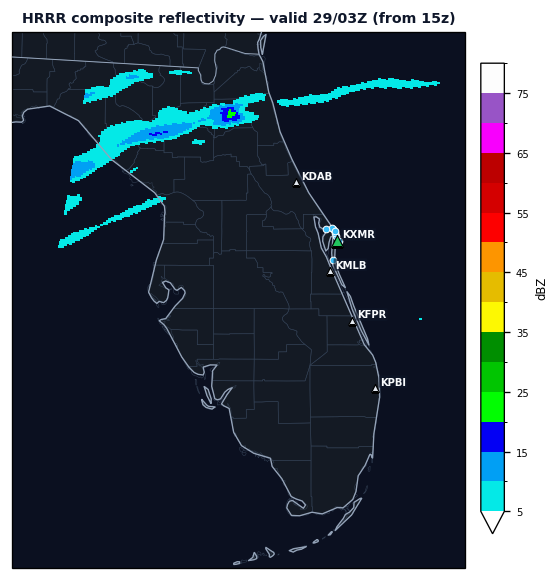 HRRR composite reflectivity — valid 29/03Z (from 15z)
KDAB
KXMR
KMLB
KFPR
KPBI
75
65
55
45
35
25
15
5
dBZ